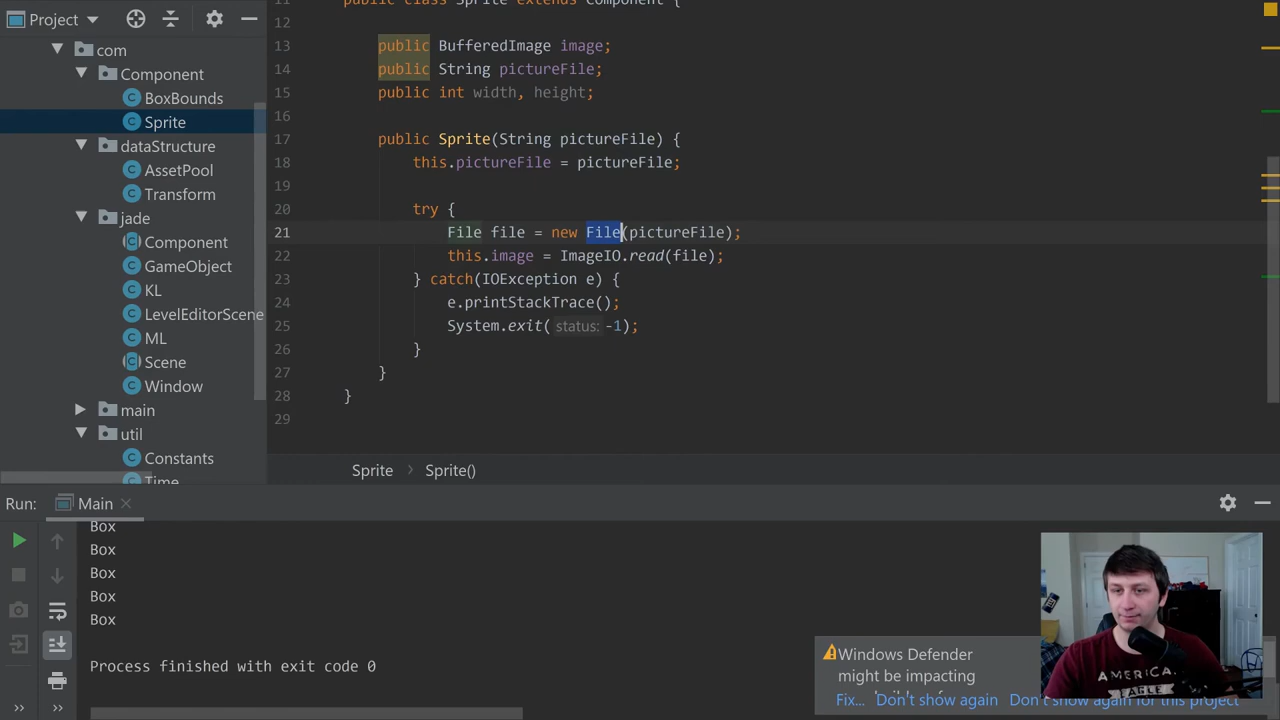 Project
com
Component
BoxBounds
Sprite
dataStructure
AssetPool
Transform
jade
Component
GameObject
KL
LevelEditorScene
ML
Scene
Window
main
util
Constants
Time
11 public class Sprite extends Component {
12
13 public BufferedImage image;
14 public String pictureFile;
15 public int width, height;
16
17 public Sprite(String pictureFile) {
18 this.pictureFile = pictureFile;
19
20 try {
21 File file = new File(pictureFile);
22 this.image = ImageIO.read(file);
23 } catch(IOException e) {
24 e.printStackTrace();
25 System.exit( status: -1);
26 }
27 }
28 }
29
Sprite › Sprite()
Run: Main
Box
Box
Box
Box
Box
Process finished with exit code 0
Windows Defender
might be impacting
Fix... Don't show again Don't show again for this project
AMERICAN
EAGLE